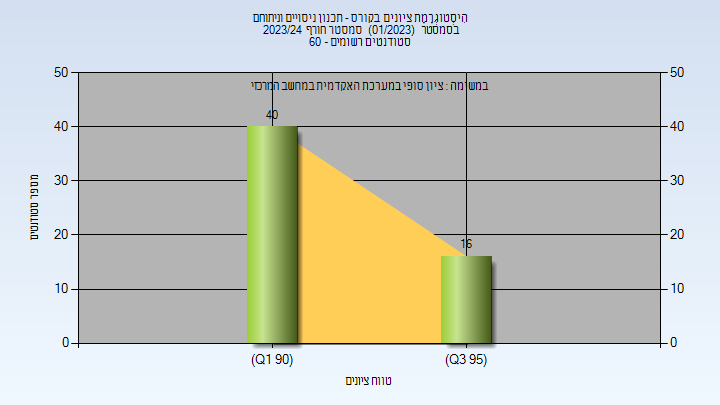 היסטוגרמת ציונים בקורס - תכנון ניסויים וניתוחם
בסמסטר (01/2023) סמסטר חורף 2023/24
סטודנטים רשומים - 60
במשימה : ציון סופי במערכת האקדמית במחשב המרכזי
50
40
30
20
10
0
50
40
30
20
10
0
40
16
מספר סטודנטים
(Q1 90)
(Q3 95)
טווח ציונים